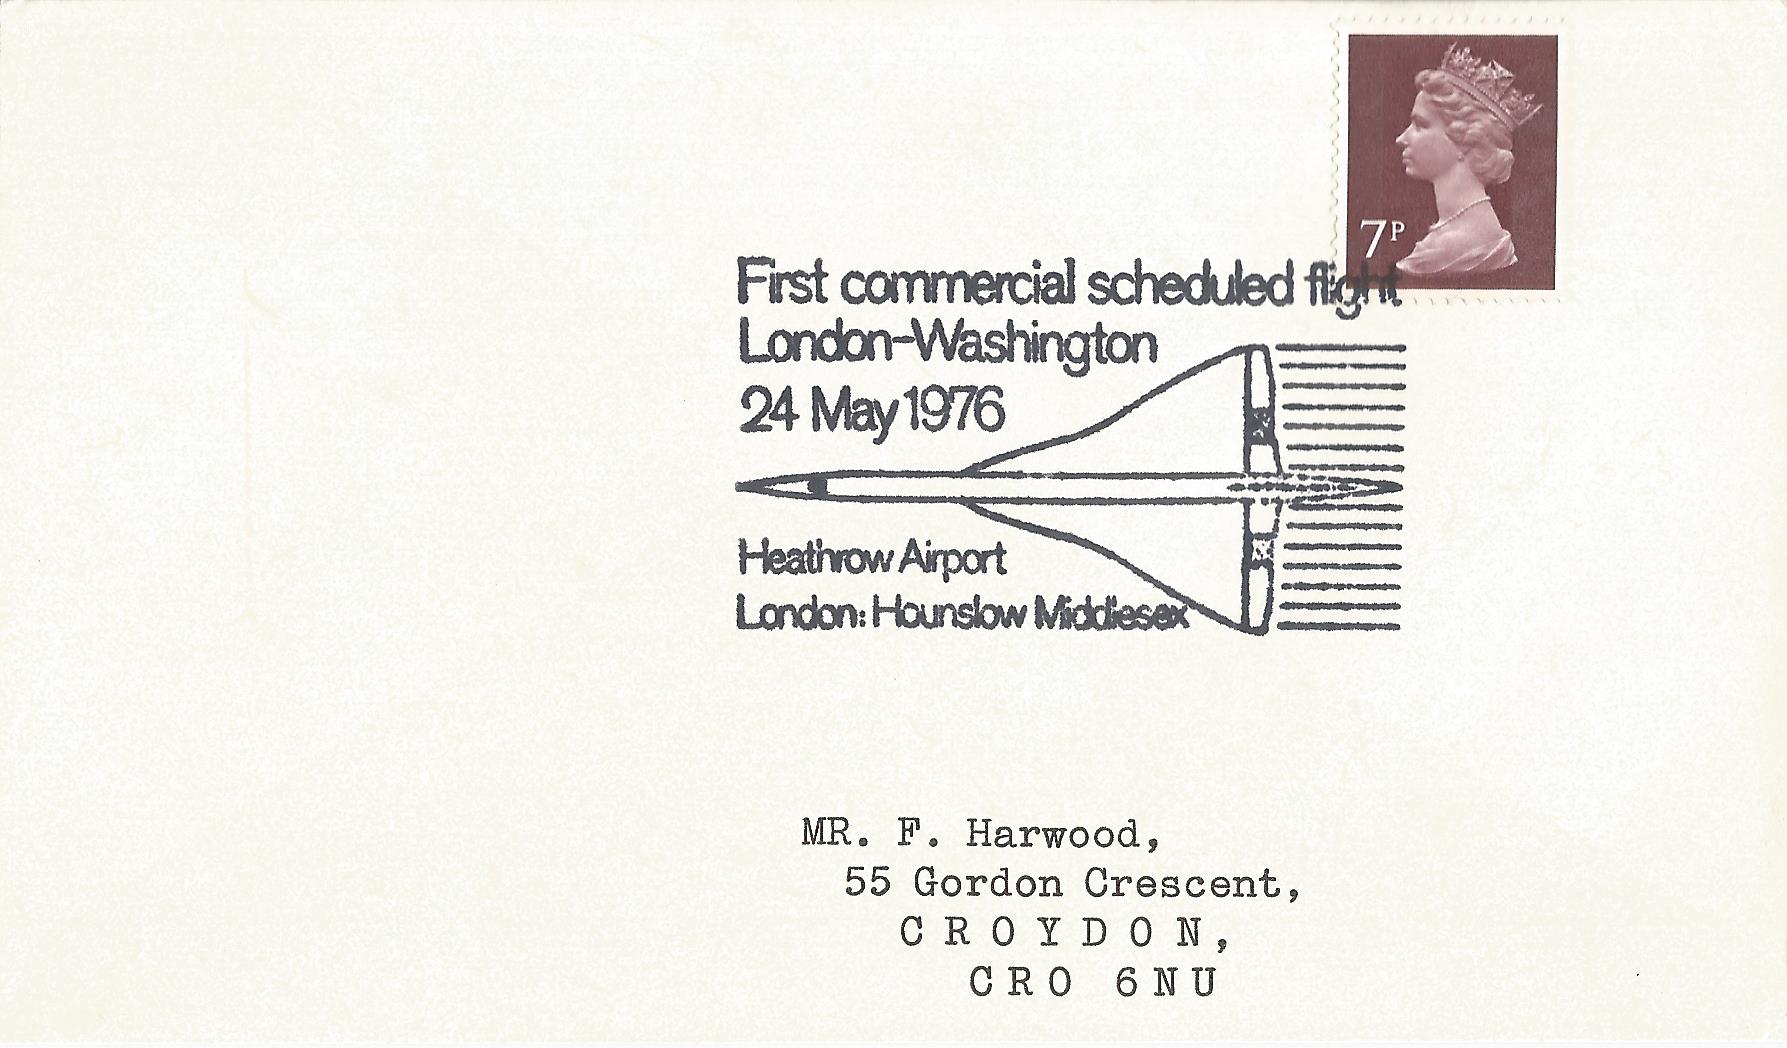 7P
First commercial scheduled flight
London-Washington
24 May 1976
Heathrow Airport
London: Hounslow Middlesex
MR. F. Harwood,
55 Gordon Crescent,
CROYDON,
CRO 6NU